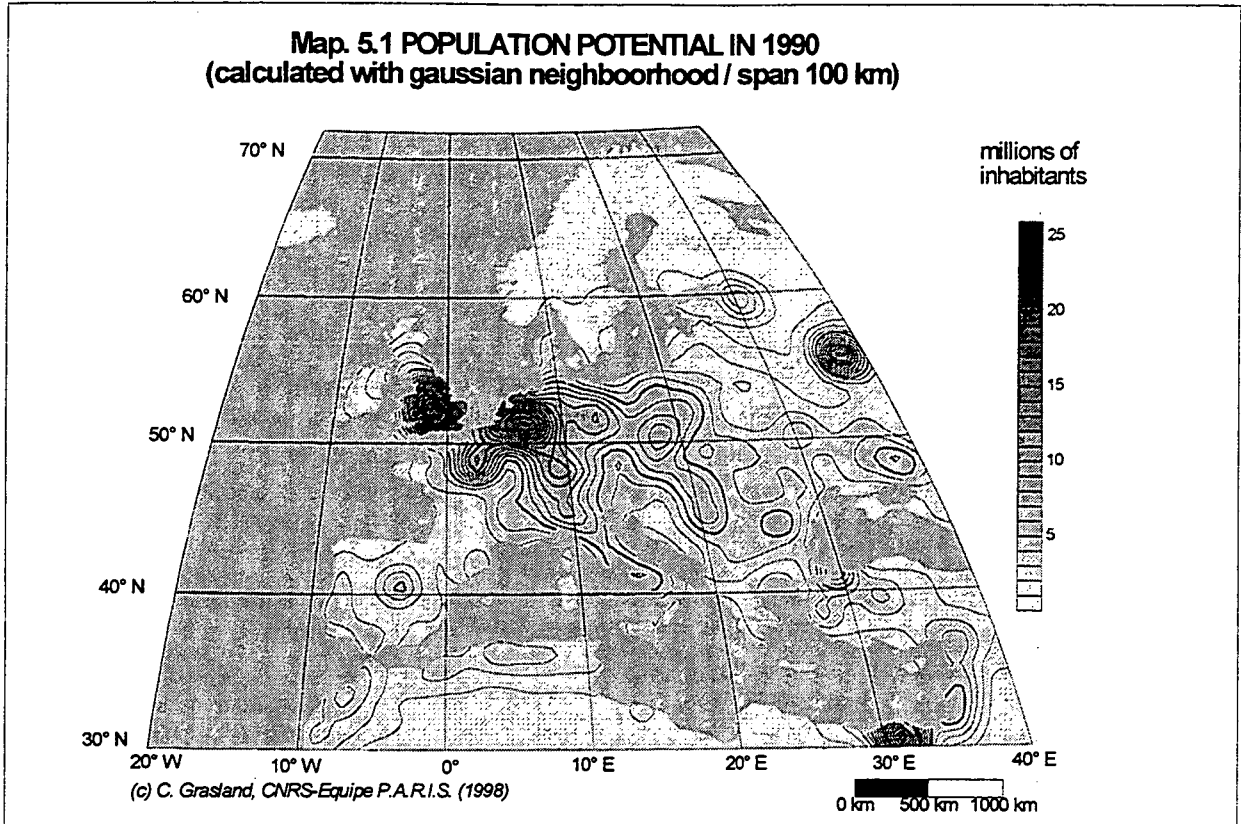 Map. 5.1 POPULATION POTENTIAL IN 1990
(calculated with gaussian neighboorhood / span 100 km)
70° N
60° N
50° N
40° N
30° N
20° W
10° W
0°
10° E
20° E
30° E
40° E
millions of
inhabitants
25
20
15
10
5
(c) C. Grasland, CNRS-Equipe P.A.R.I.S. (1998)
0 km 500 km 1000 km